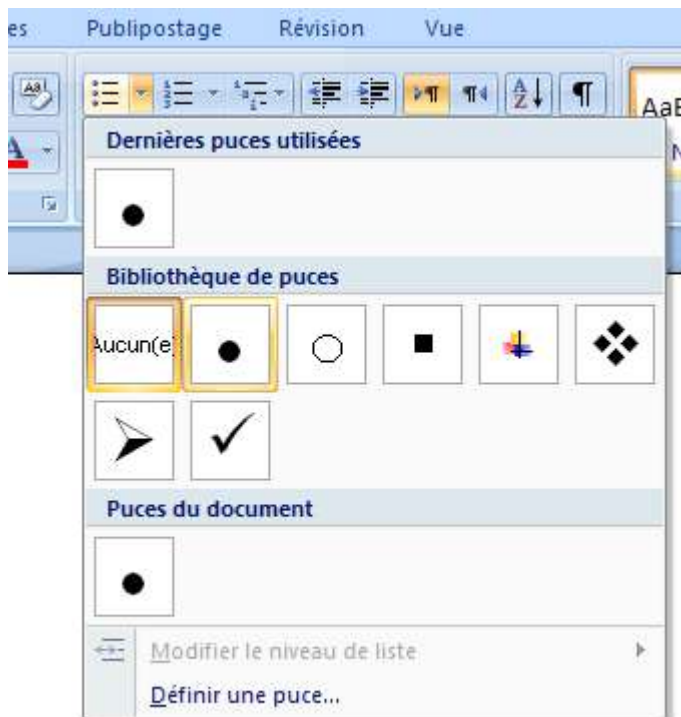 es Publipostage Révision Vue
Dernières puces utilisées
Bibliothèque de puces
Aucun(e)
Puces du document
Modifier le niveau de liste
Définir une puce...